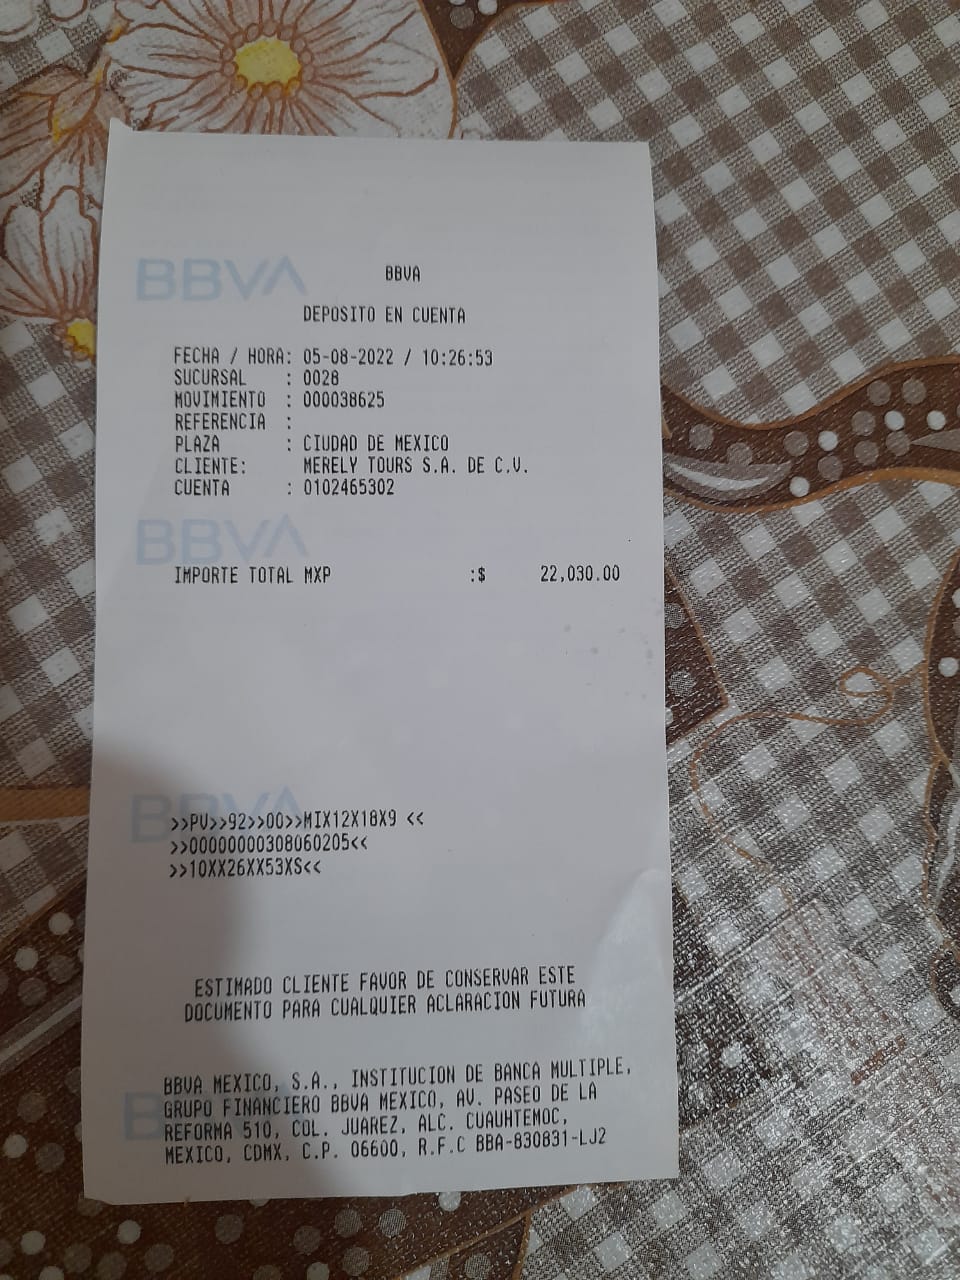 BBVA
BBVA
DEPOSITO EN CUENTA
FECHA / HORA: 05-08-2022 / 10:26:53
SUCURSAL : 0028
MOVIMIENTO : 000038625
REFERENCIA :
PLAZA : CIUDAD DE MEXICO
CLIENTE: MERELY TOURS S.A. DE C.V.
CUENTA : 0102465302
BBVA
IMPORTE TOTAL MXP :$ 22,030.00
BBVA
>>PV>>92>>00>>MIX12X18X9 <<
>>00000000308060205<<
>>10XX26XX53XS<<
ESTIMADO CLIENTE FAVOR DE CONSERVAR ESTE
DOCUMENTO PARA CUALQUIER ACLARACION FUTURA
BBVA MEXICO, S.A., INSTITUCION DE BANCA MULTIPLE,
GRUPO FINANCIERO BBVA MEXICO, AV. PASEO DE LA
REFORMA 510, COL. JUAREZ, ALC. CUAUHTEMOC,
MEXICO, CDMX, C.P. 06600, R.F.C BBA-830831-LJ2